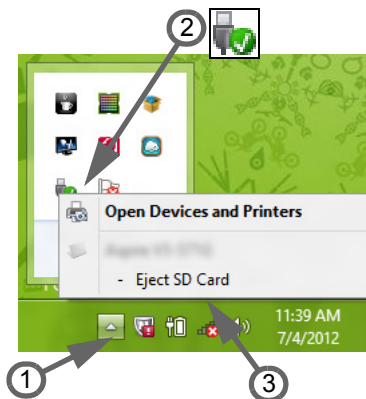 2
Open Devices and Printers
- Eject SD Card
11:39 AM
7/4/2012
1
3